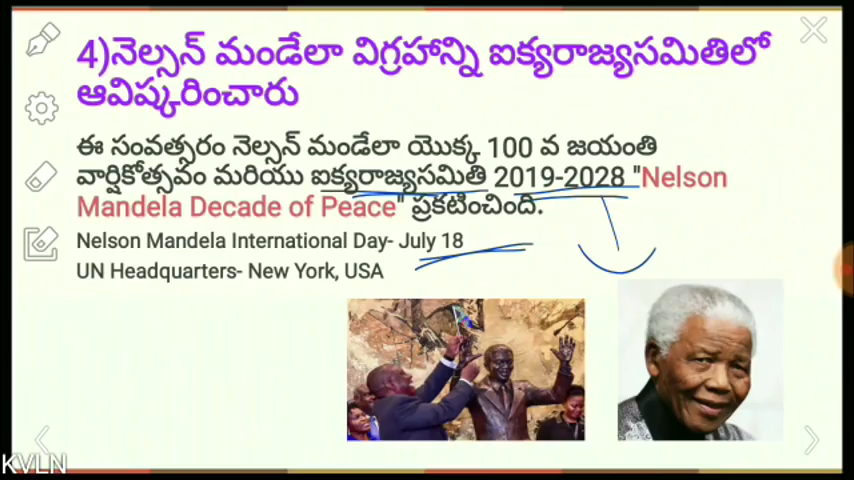 4)నెల్సన్ మండేలా విగ్రహాన్ని ఐక్యరాజ్యసమితిలో
ఆవిష్కరించారు
ఈ సంవత్సరం నెల్సన్ మండేలా యొక్క 100 వ జయంతి
వార్షికోత్సవం మరియు ఐక్యరాజ్యసమితి 2019-2028 "Nelson
Mandela Decade of Peace" ప్రకటించింది.
Nelson Mandela International Day- July 18
UN Headquarters- New York, USA
KVLN